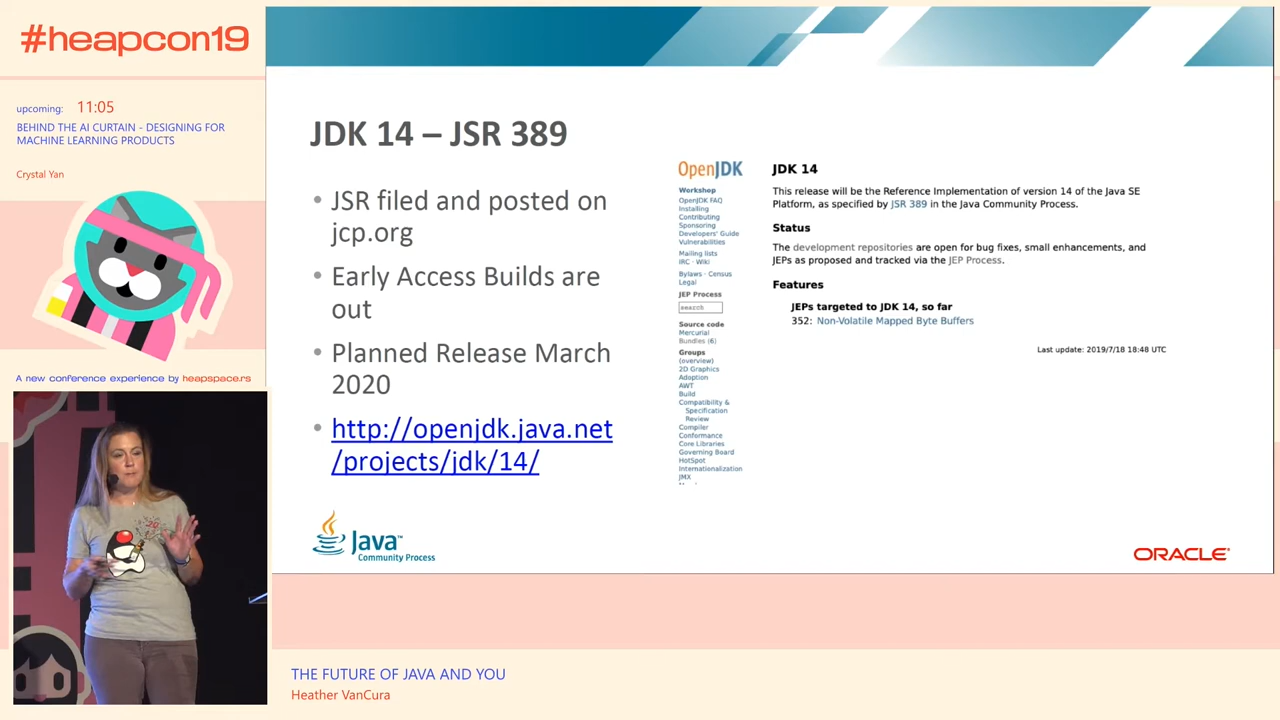 #heapcon19
upcoming: 11:05
BEHIND THE AI CURTAIN - DESIGNING FOR
MACHINE LEARNING PRODUCTS
Crystal Yan
A new conference experience by heapspace.rs
JDK 14 – JSR 389
• JSR filed and posted on
jcp.org
• Early Access Builds are
out
• Planned Release March
2020
• http://openjdk.java.net
/projects/jdk/14/
Java™
Community Process
OpenJDK
Workshop
OpenJDK FAQ
Installing
Contributing
Sponsoring
Developers' Guide
Vulnerabilities
Mailing lists
IRC · Wiki
Bylaws · Census
Legal
JEP Process
search
Source code
Mercurial
Bundles (6)
Groups
(overview)
2D Graphics
Adoption
AWT
Build
Compatibility &
Specification
Review
Compiler
Conformance
Core Libraries
Governing Board
HotSpot
Internationalization
JMX
JDK 14
This release will be the Reference Implementation of version 14 of the Java SE
Platform, as specified by JSR 389 in the Java Community Process.
Status
The development repositories are open for bug fixes, small enhancements, and
JEPs as proposed and tracked via the JEP Process.
Features
JEPs targeted to JDK 14, so far
352: Non-Volatile Mapped Byte Buffers
Last update: 2019/7/18 18:48 UTC
ORACLE
THE FUTURE OF JAVA AND YOU
Heather VanCura